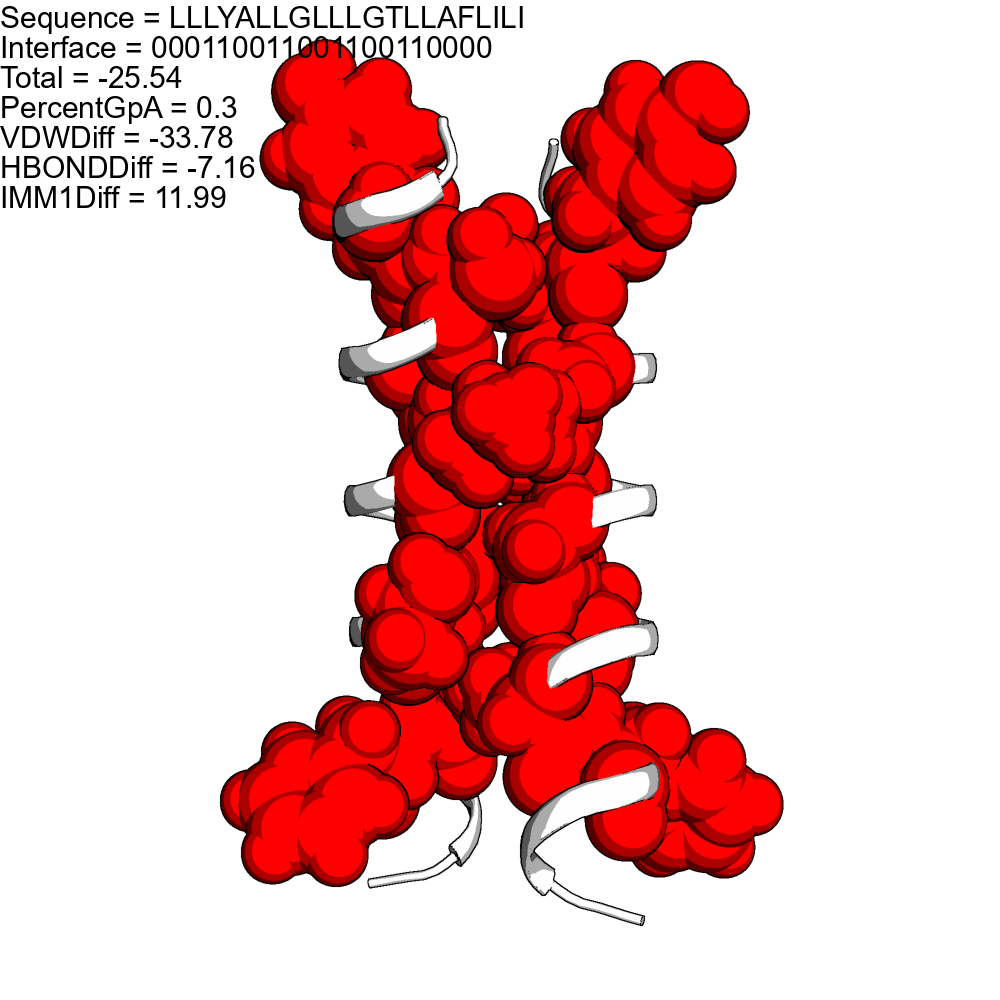 Sequence = LLLYALLGLLLGTLLAFLILI
Interface = 000110011001100110000
Total = -25.54
PercentGpA = 0.3
VDWDiff = -33.78
HBONDDiff = -7.16
IMM1Diff = 11.99